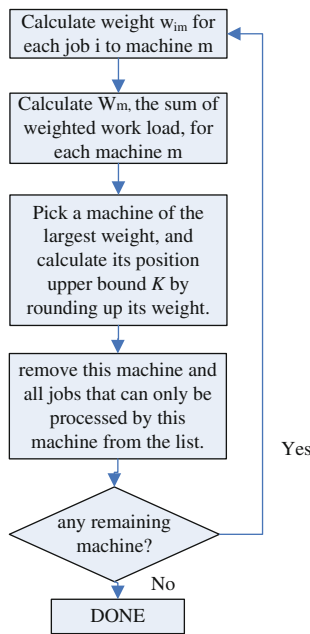 Calculate weight wim for
each job i to machine m
Calculate Wm, the sum of
weighted work load, for
each machine m
Pick a machine of the
largest weight, and
calculate its position
upper bound K by
rounding up its weight.
remove this machine and
all jobs that can only be
processed by this
machine from the list.
Yes
any remaining
machine?
No
DONE